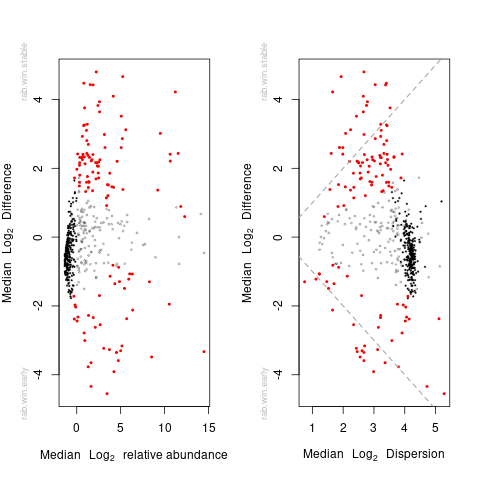 rab.win.stable
rab.win.early
Median Log2 Difference
4
2
0
-2
-4
0
5
10
15
Median Log2 relative abundance
rab.win.stable
rab.win.early
Median Log2 Difference
4
2
0
-2
-4
1
2
3
4
5
Median Log2 Dispersion